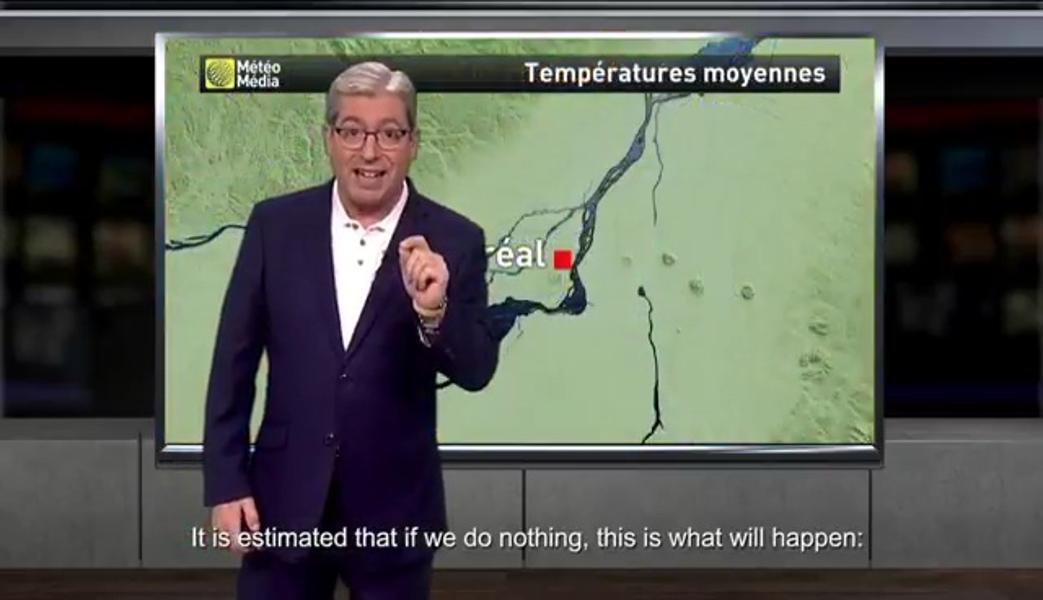 Météo
Média
Températures moyennes
réal
It is estimated that if we do nothing, this is what will happen: